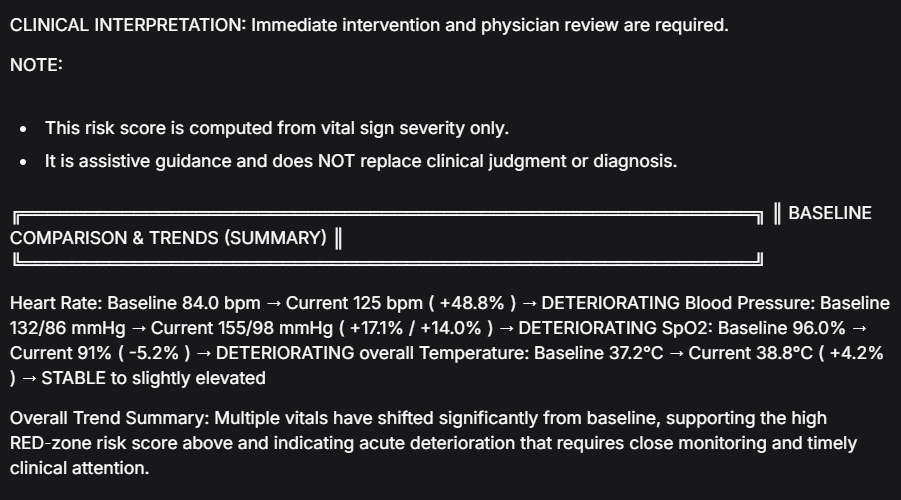 CLINICAL INTERPRETATION: Immediate intervention and physician review are required.
NOTE:
• This risk score is computed from vital sign severity only.
• It is assistive guidance and does NOT replace clinical judgment or diagnosis.
╔══════════════════════════════════════════════════════════════╗ ║ BASELINE
COMPARISON & TRENDS (SUMMARY) ║
╚══════════════════════════════════════════════════════════════╝
Heart Rate: Baseline 84.0 bpm → Current 125 bpm ( +48.8% ) → DETERIORATING Blood Pressure: Baseline
132/86 mmHg → Current 155/98 mmHg ( +17.1% / +14.0% ) → DETERIORATING SpO2: Baseline 96.0% →
Current 91% ( -5.2% ) → DETERIORATING overall Temperature: Baseline 37.2°C → Current 38.8°C ( +4.2%
) → STABLE to slightly elevated
Overall Trend Summary: Multiple vitals have shifted significantly from baseline, supporting the high
RED-zone risk score above and indicating acute deterioration that requires close monitoring and timely
clinical attention.